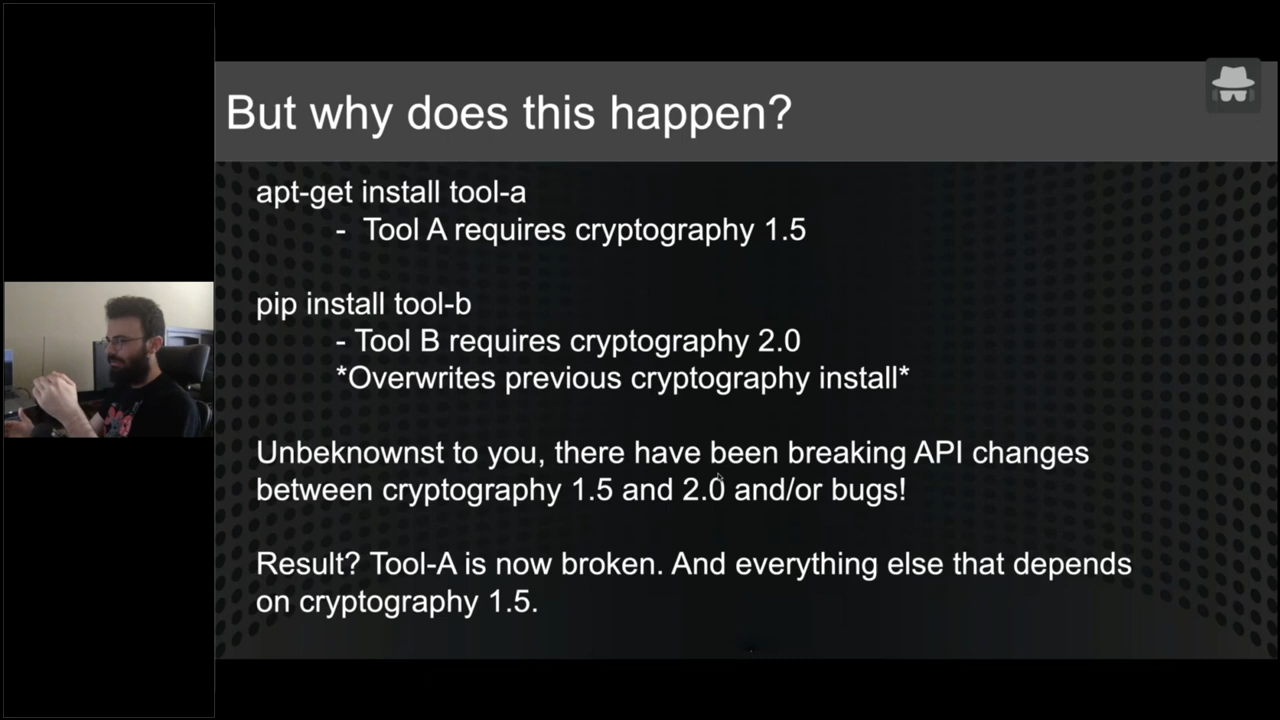 But why does this happen?
apt-get install tool-a
- Tool A requires cryptography 1.5
pip install tool-b
- Tool B requires cryptography 2.0
*Overwrites previous cryptography install*
Unbeknownst to you, there have been breaking API changes
between cryptography 1.5 and 2.0 and/or bugs!
Result? Tool-A is now broken. And everything else that depends
on cryptography 1.5.